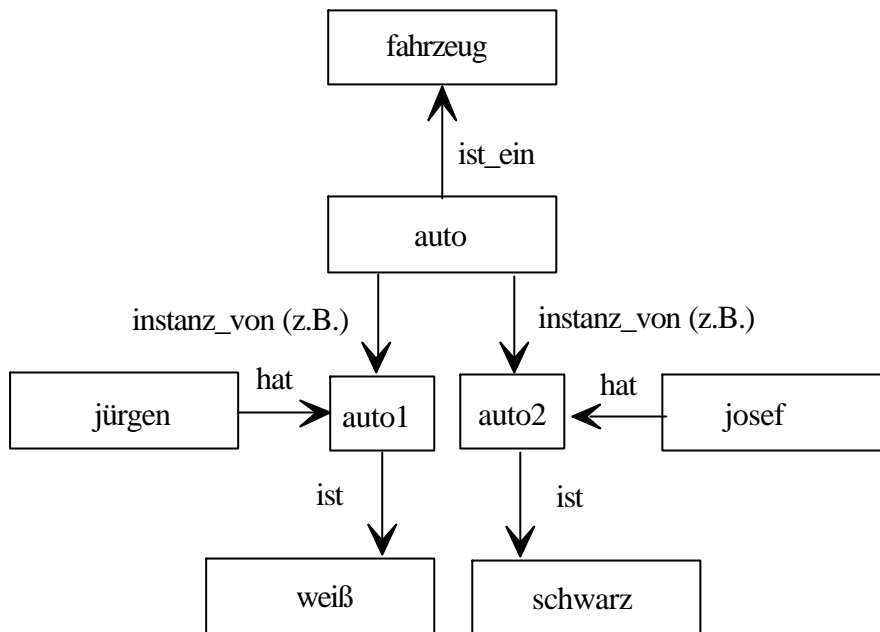 fahrzeug
ist_ein
auto
instanz_von (z.B.)
instanz_von (z.B.)
hat
hat
jürgen
auto1
auto2
josef
ist
ist
weiß
schwarz